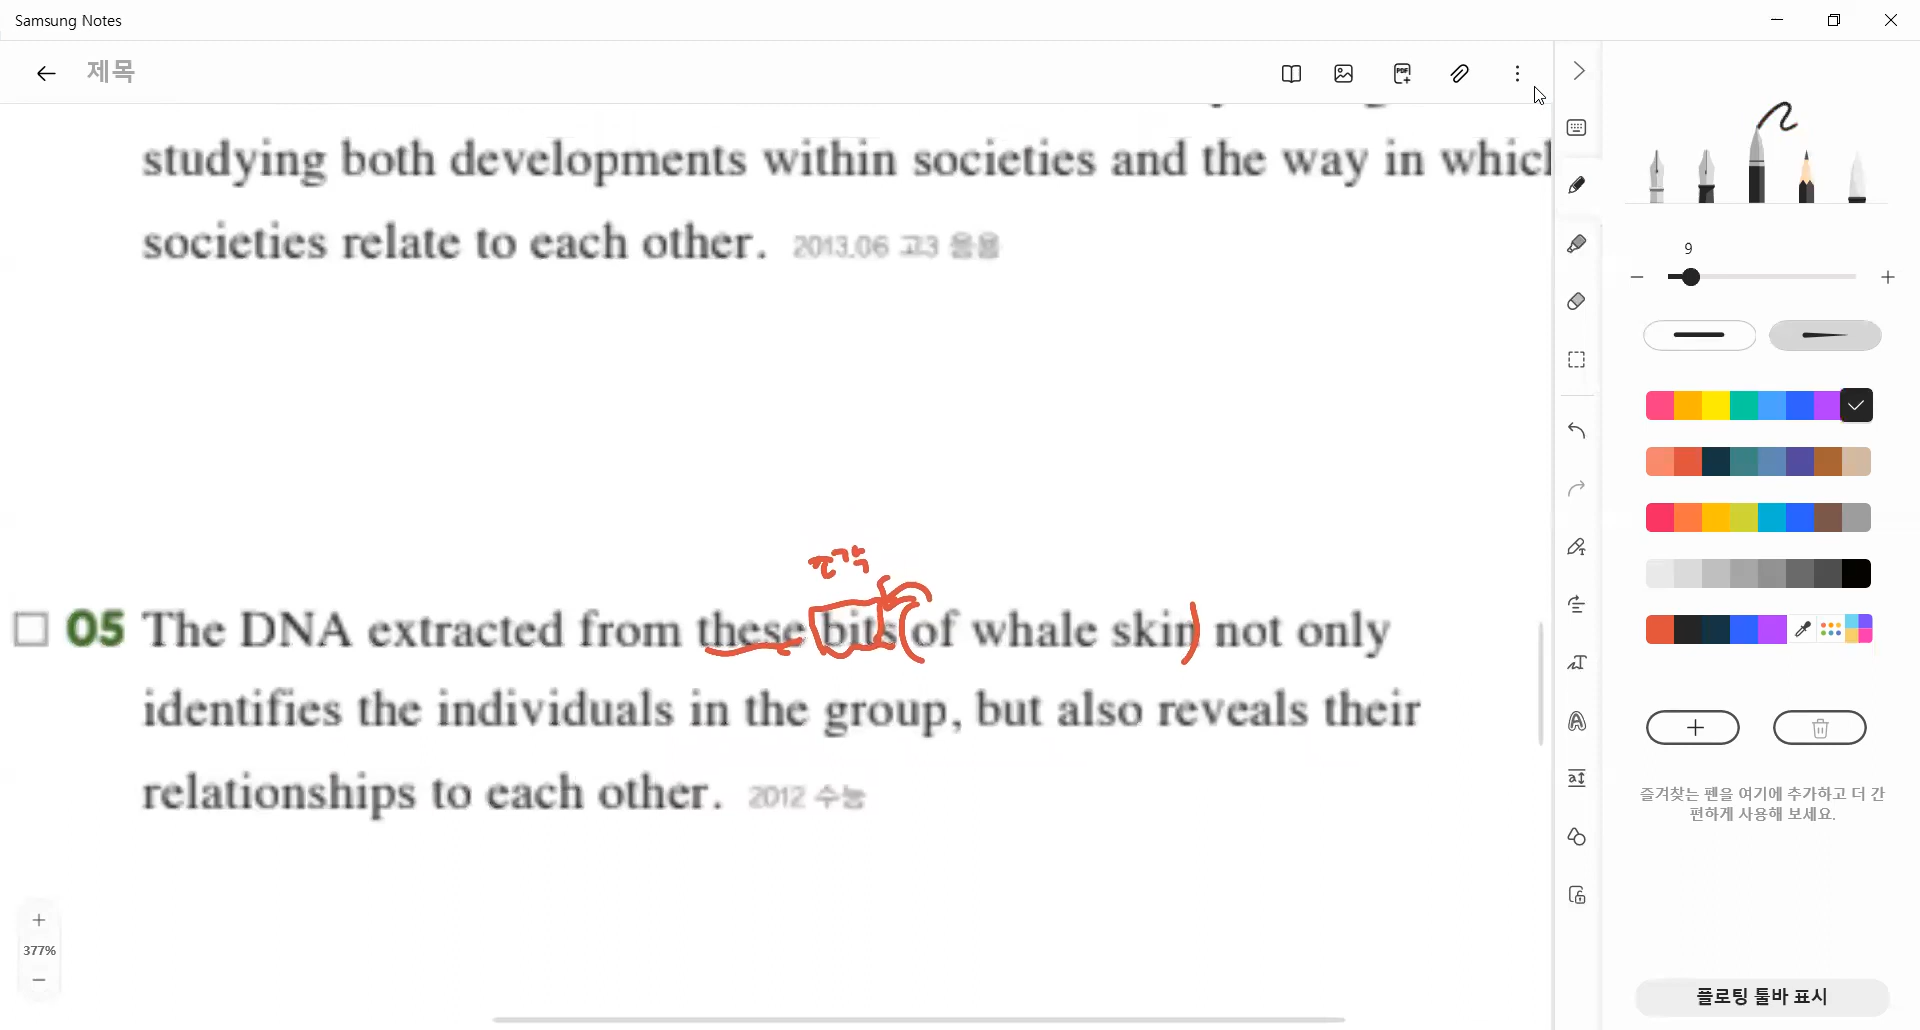 Samsung Notes
제목
studying both developments within societies and the way in which
societies relate to each other. 2013.06 고3 응용
9
조각
05 The DNA extracted from these bits of whale skin not only
identifies the individuals in the group, but also reveals their
relationships to each other. 2012 수능
즐겨찾는 펜을 여기에 추가하고 더 간
편하게 사용해 보세요.
377%
플로팅 툴바 표시